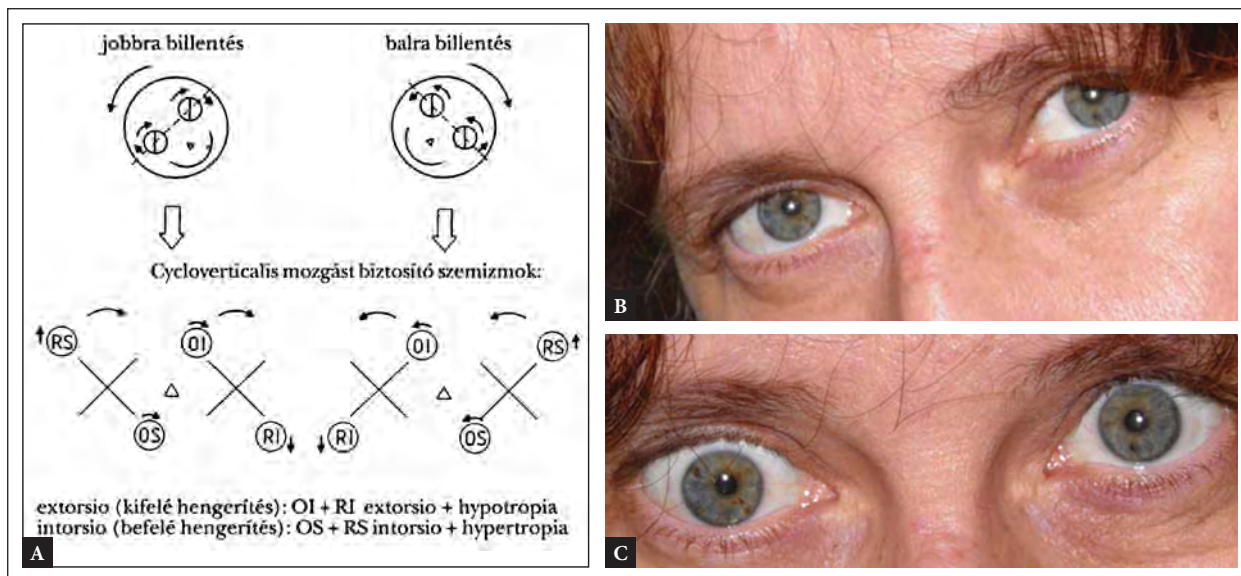 jobbra billentés
balra billentés
Cycloverticalis mozgást biztosító szemizmok:
RS OI OI RS
OS RI RI OS
extorsio (kifelé hengerítés): OI + RI extorsio + hypotropia
intorsio (befelé hengerítés): OS + RS intorsio + hypertropia
A
B
C